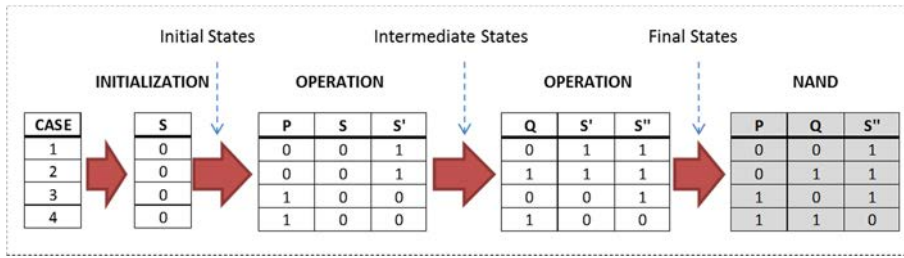 Initial States Intermediate States Final States
INITIALIZATION OPERATION OPERATION NAND
CASE S P S S' Q S' S" P Q S"
1 0 0 0 1 0 1 1 0 0 1
2 0 0 0 1 1 1 1 0 1 1
3 0 1 0 0 0 0 1 1 0 1
4 0 1 0 0 1 0 0 1 1 0